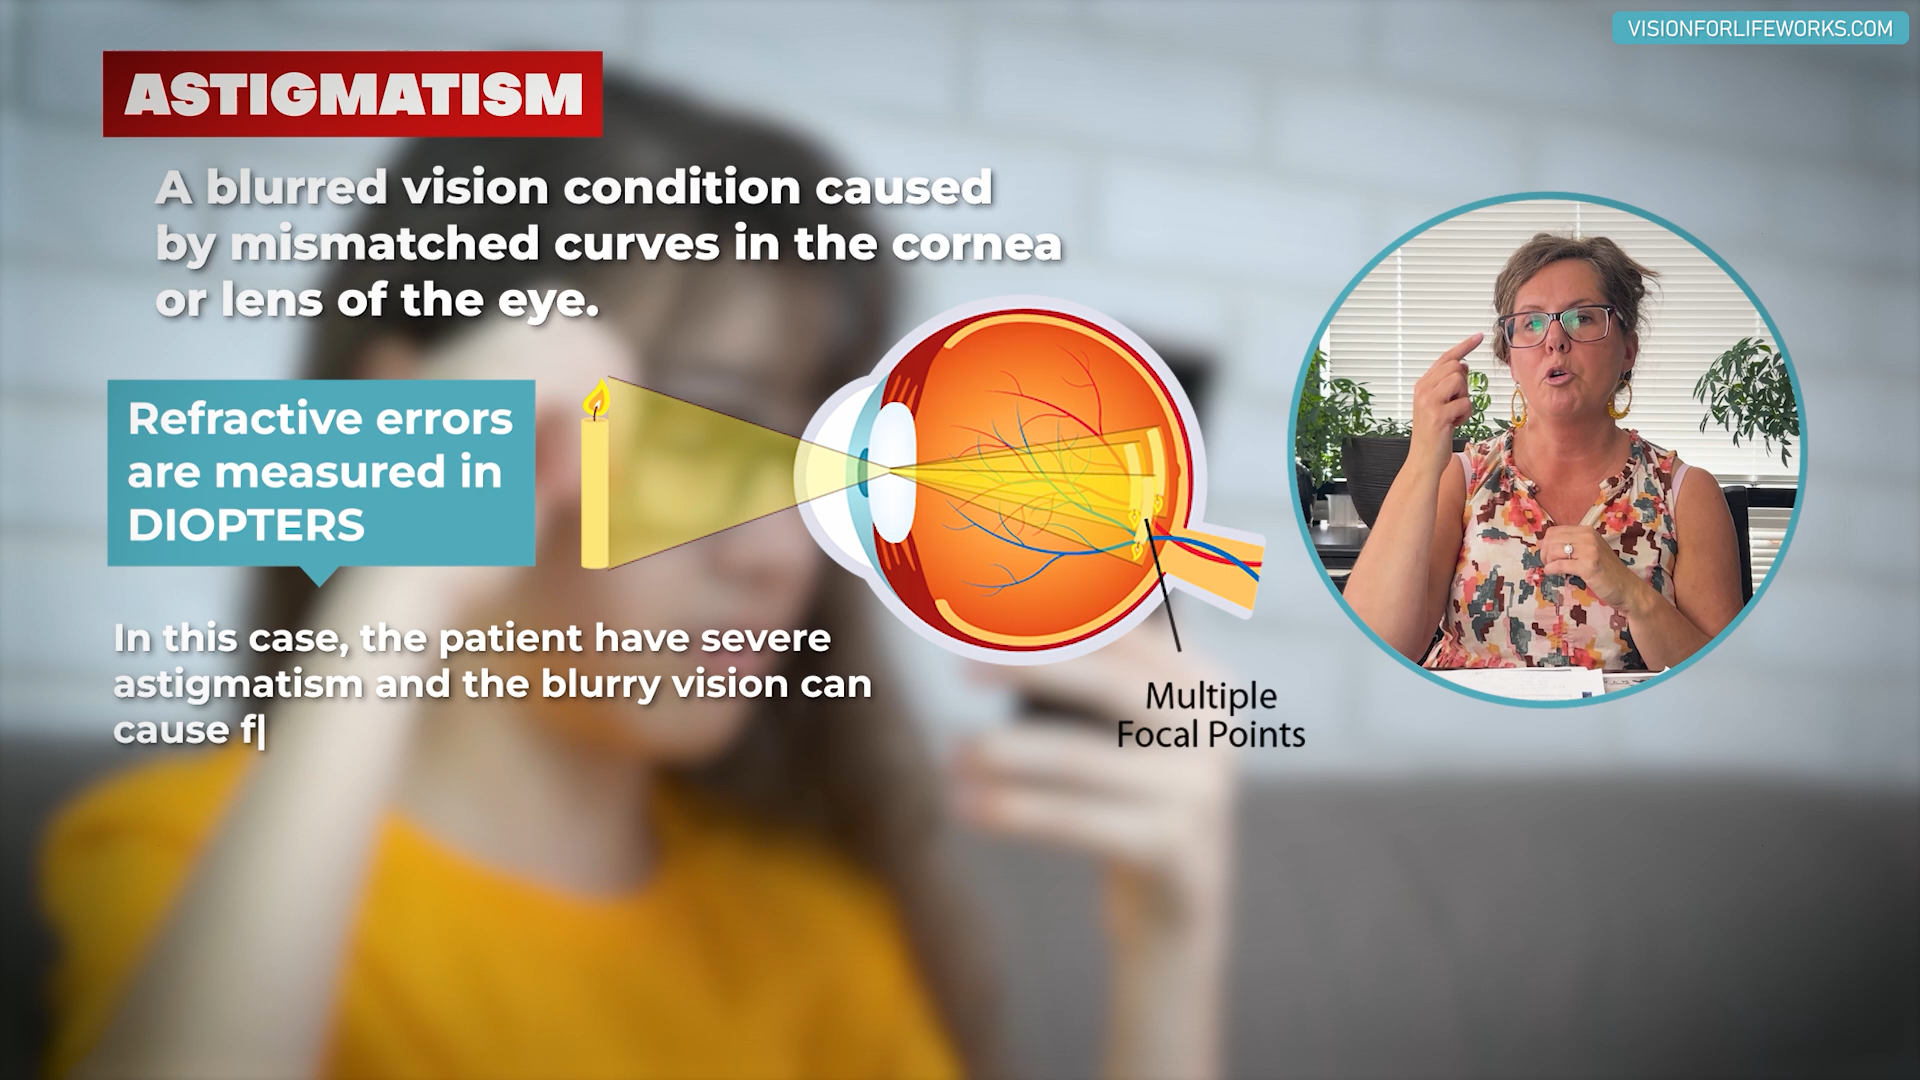 VISIONFORLIFEWORKS.COM
ASTIGMATISM
A blurred vision condition caused
by mismatched curves in the cornea
or lens of the eye.
Refractive errors
are measured in
DIOPTERS
In this case, the patient have severe
astigmatism and the blurry vision can
cause f|
Multiple
Focal Points